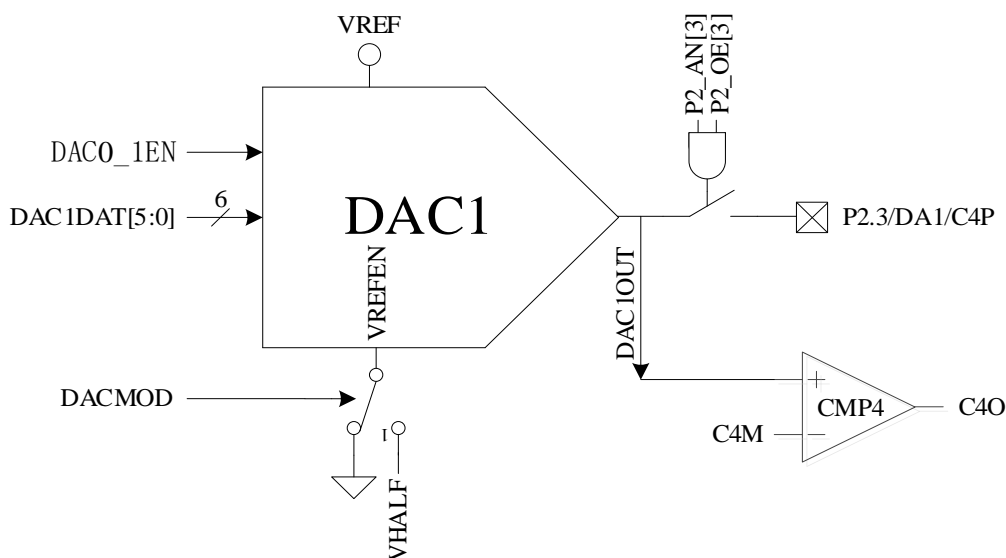 VREF
P2_AN[3]
P2_OE[3]
DAC0_1EN
6
DAC1DAT[5:0]
DAC1
P2.3/DA1/C4P
VREFEN
DAC1OUT
DACMOD
+
CMP4
C4O
1
C4M
VHALF